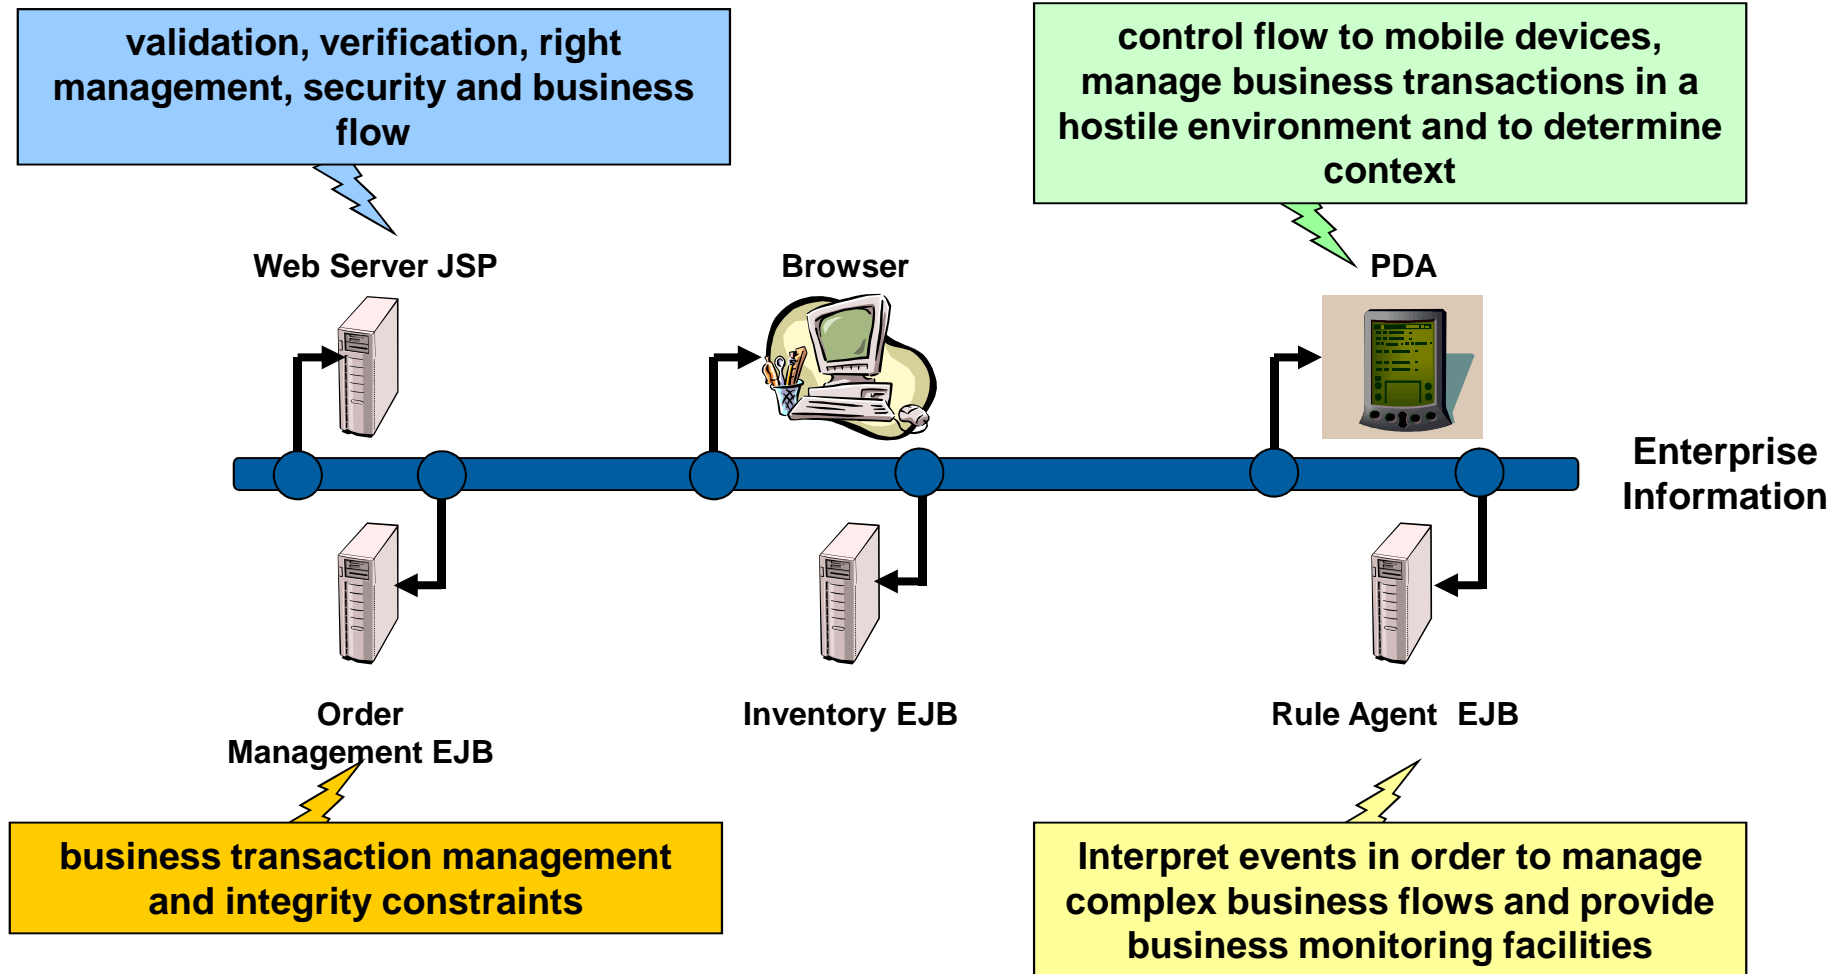 validation, verification, right
management, security and business
flow
control flow to mobile devices,
manage business transactions in a
hostile environment and to determine
context
Web Server JSP
Browser
PDA
Enterprise
Information
Order
Management EJB
Inventory EJB
Rule Agent  EJB
business transaction management
and integrity constraints
Interpret events in order to manage
complex business flows and provide
business monitoring facilities